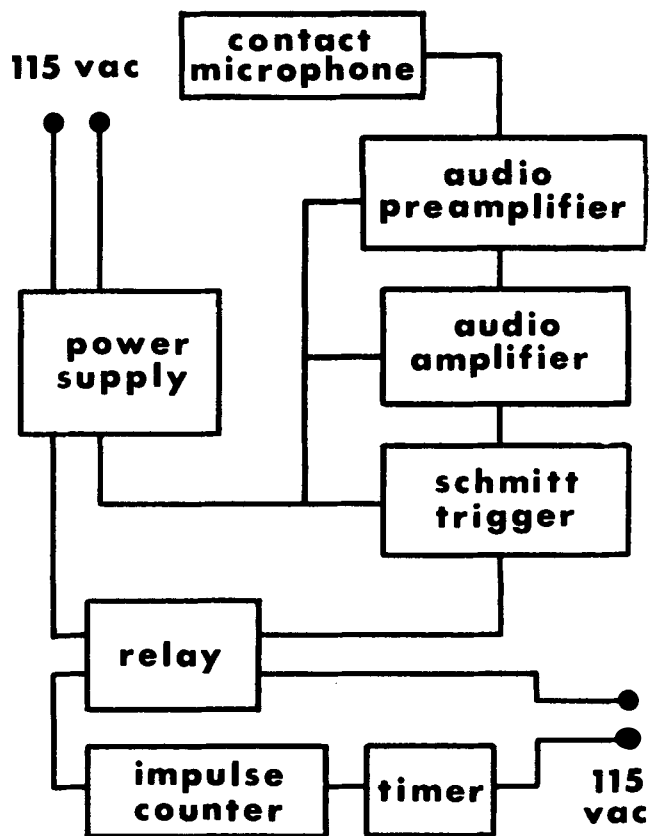 contact
microphone
115 vac
audio
preamplifier
power
supply
audio
amplifier
schmitt
trigger
relay
impulse
counter
timer
115
vac